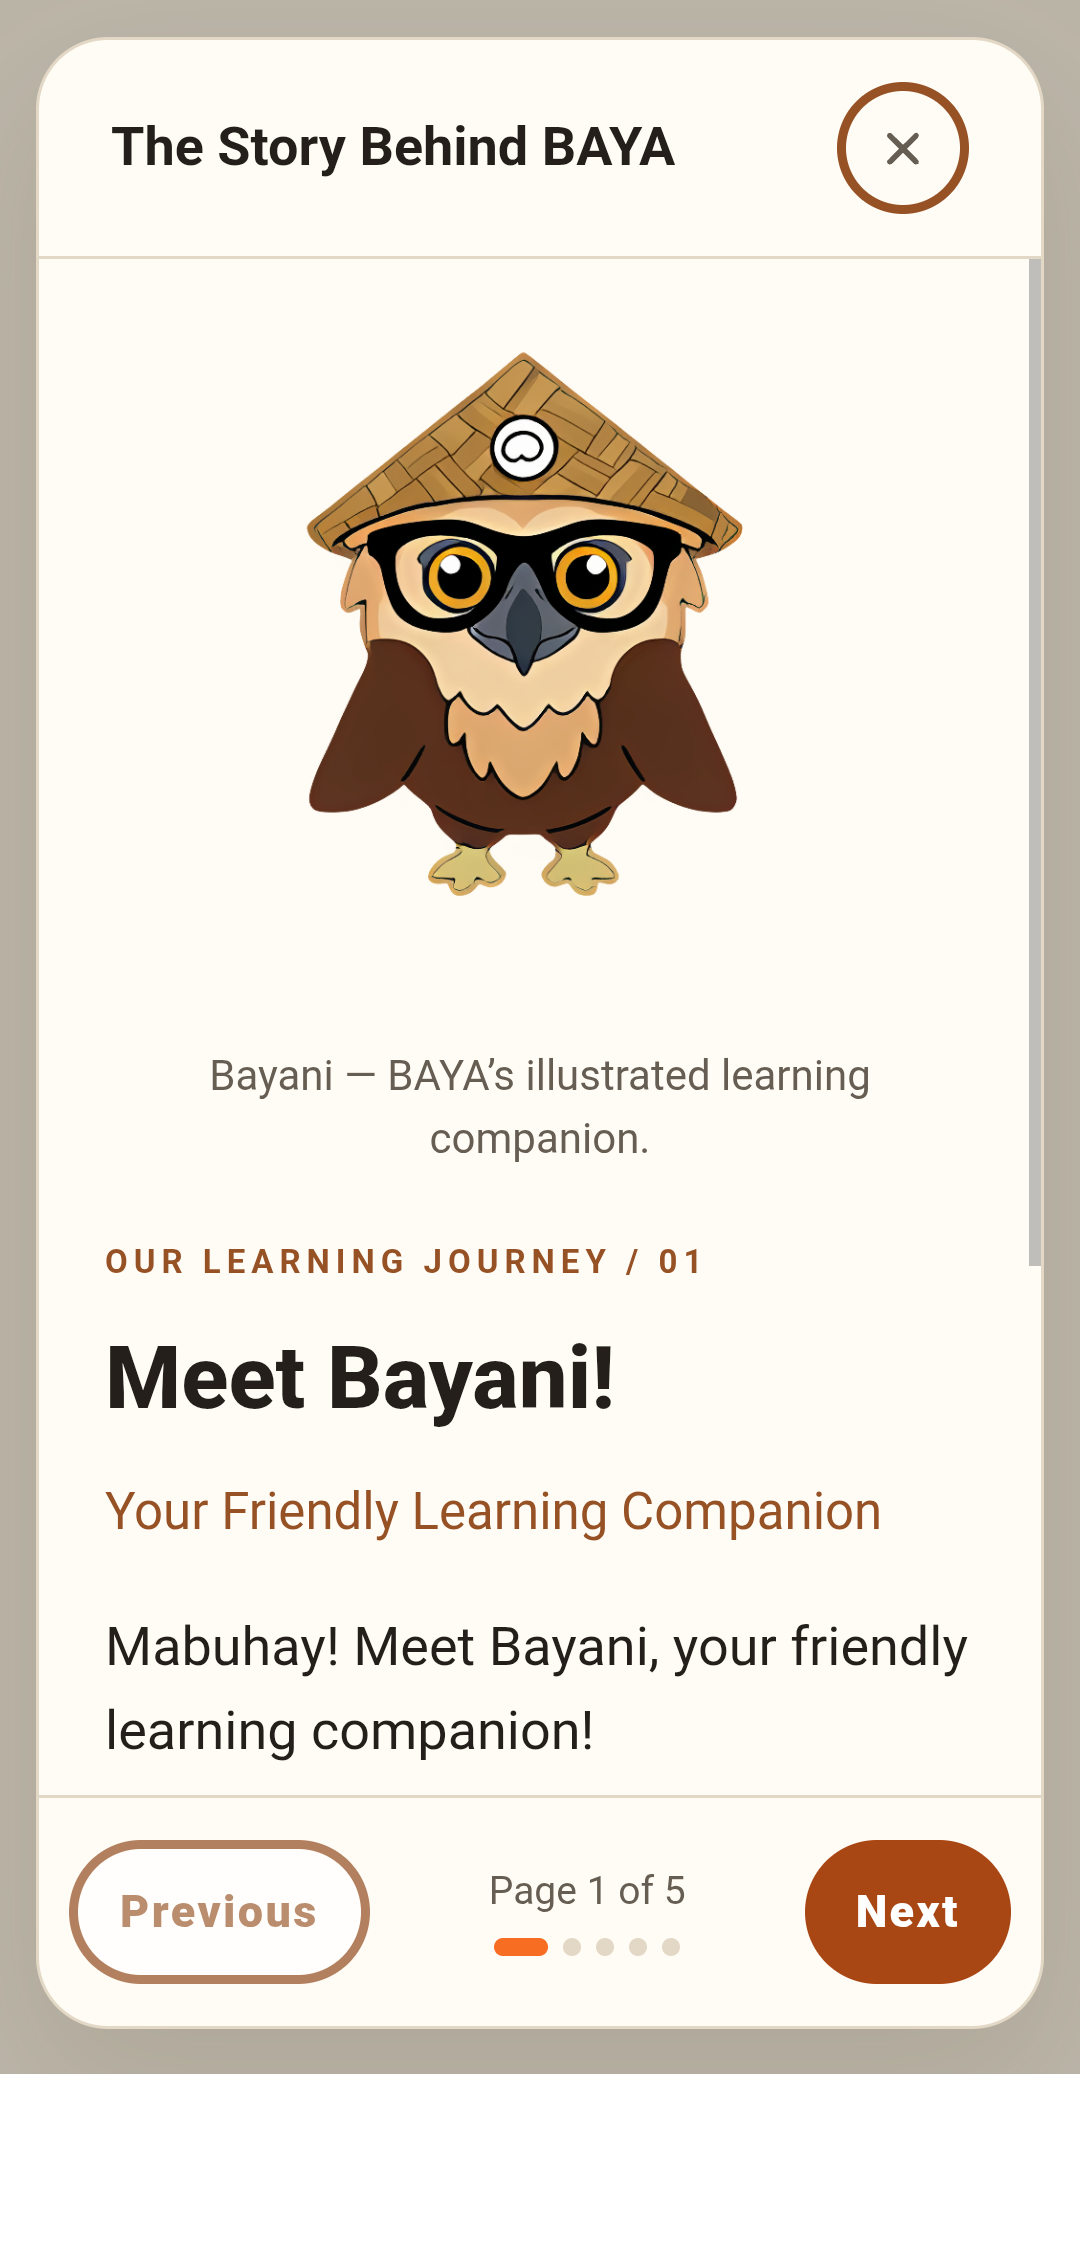 The Story Behind BAYA
Bayani — BAYA’s illustrated learning
companion.
OUR LEARNING JOURNEY / 01
Meet Bayani!
Your Friendly Learning Companion
Mabuhay! Meet Bayani, your friendly
learning companion!
Previous
Page 1 of 5
Next